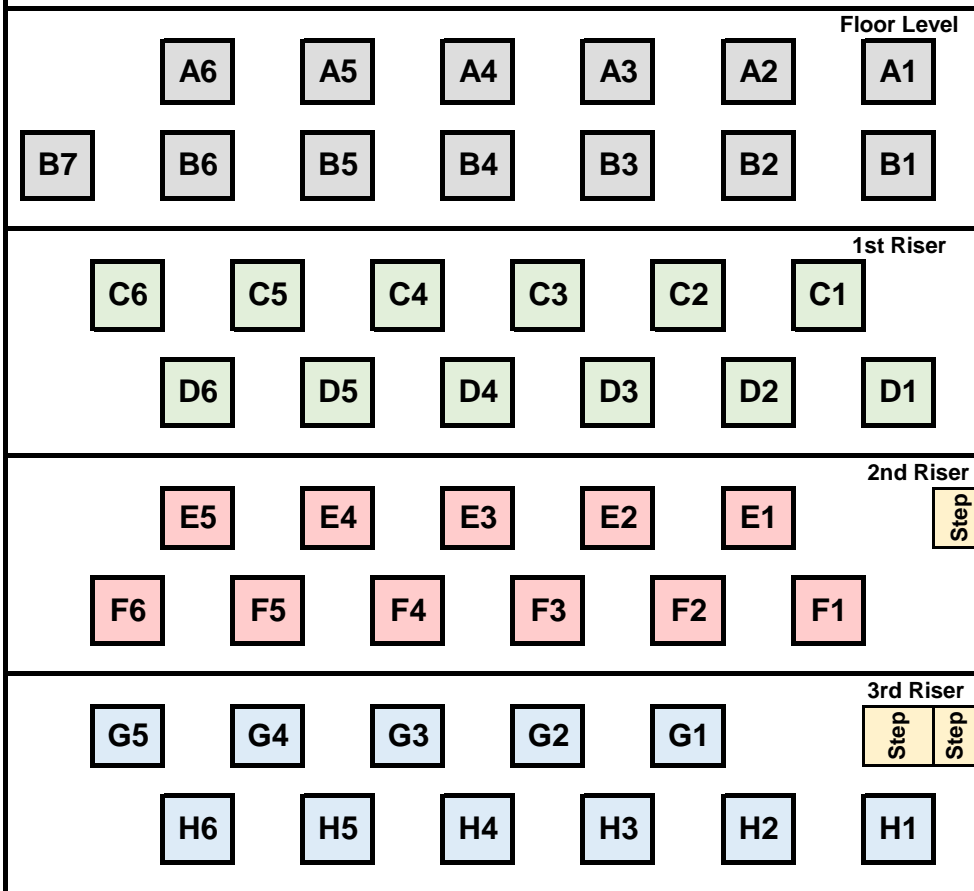 Floor Level
A6 A5 A4 A3 A2 A1
B7 B6 B5 B4 B3 B2 B1
1st Riser
C6 C5 C4 C3 C2 C1
D6 D5 D4 D3 D2 D1
2nd Riser
E5 E4 E3 E2 E1 Step
F6 F5 F4 F3 F2 F1
3rd Riser
G5 G4 G3 G2 G1 Step Step
H6 H5 H4 H3 H2 H1